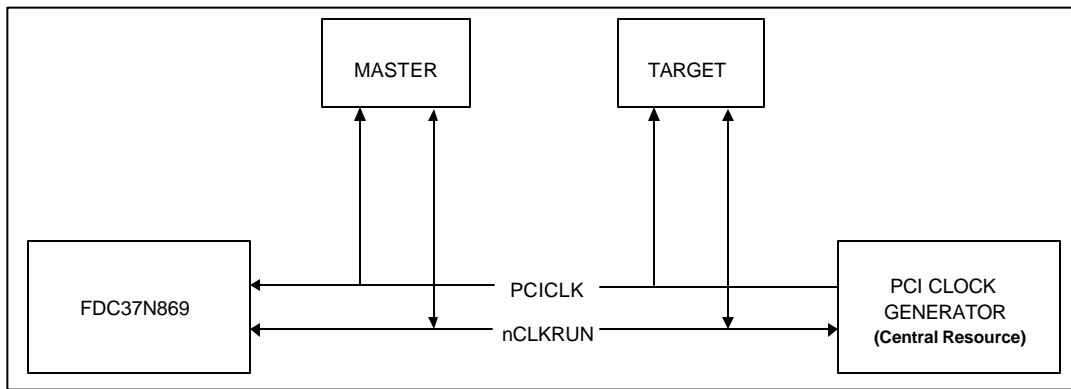 MASTER
TARGET
FDC37N869
PCICLK
nCLKRUN
PCI CLOCK
GENERATOR
(Central Resource)